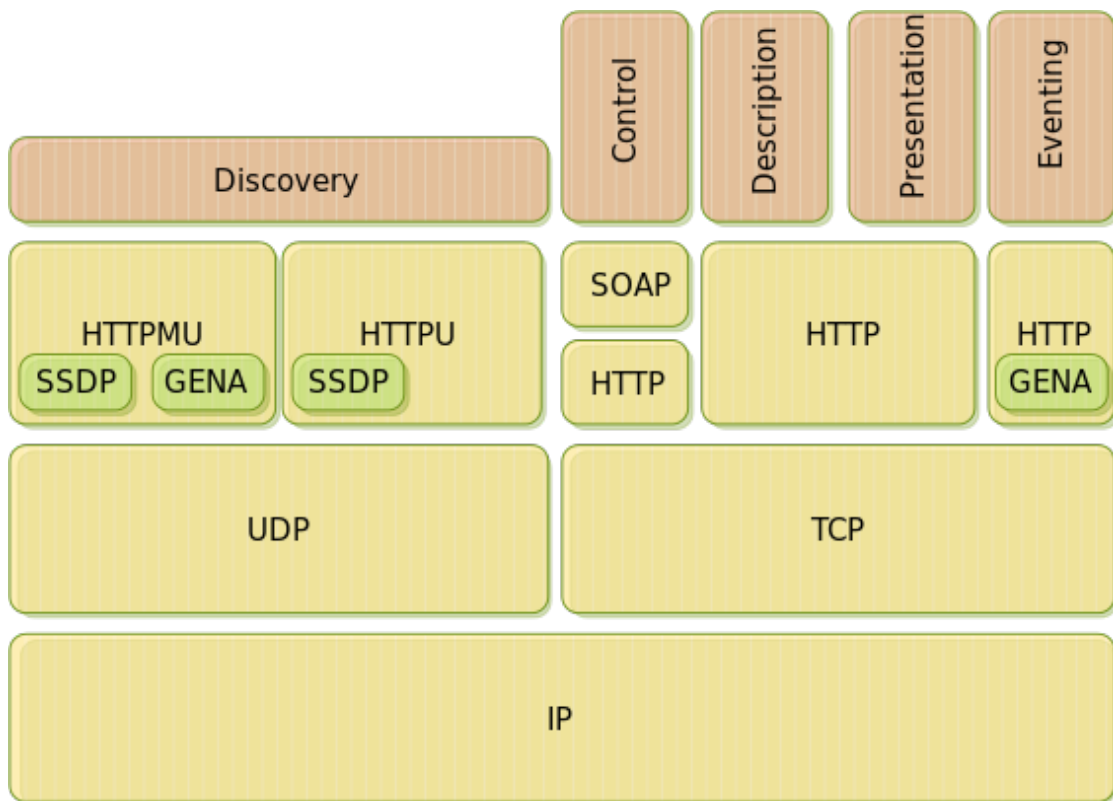 Control
Description
Presentation
Eventing
Discovery
SOAP
HTTPMU
HTTPU
HTTP
HTTP
SSDP
GENA
SSDP
HTTP
GENA
UDP
TCP
IP